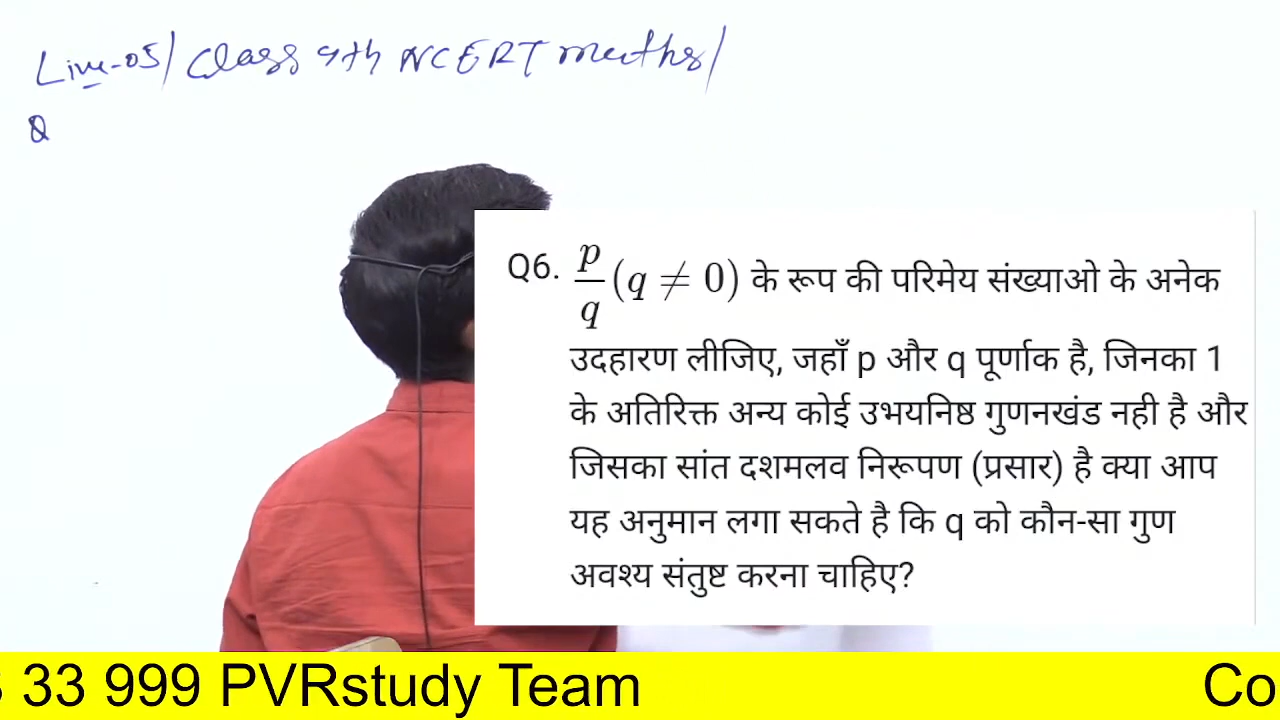 Live-05/ Class 9th NCERT maths/
Q
Q6. p/q (q ≠ 0) के रूप की परिमेय संख्याओ के अनेक
उदहारण लीजिए, जहाँ p और q पूर्णाक है, जिनका 1
के अतिरिक्त अन्य कोई उभयनिष्ठ गुणनखंड नही है और
जिसका सांत दशमलव निरूपण (प्रसार) है क्या आप
यह अनुमान लगा सकते है कि q को कौन-सा गुण
अवश्य संतुष्ट करना चाहिए?
33 999 PVRstudy Team
Co